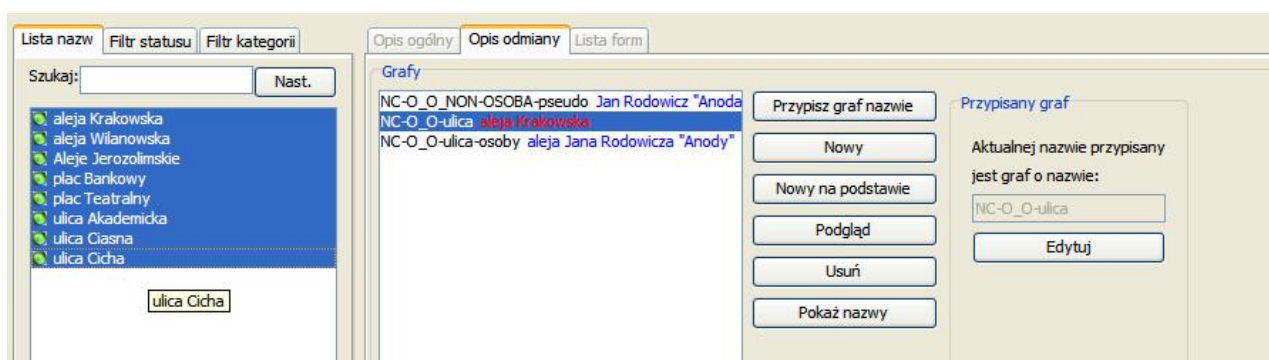 Lista nazw Filtr statusu Filtr kategorii
Szukaj: Nast.
aleja Krakowska
aleja Wilanowska
Aleje Jerozolimskie
plac Bankowy
plac Teatralny
ulica Akademicka
ulica Ciasna
ulica Cicha
ulica Cicha
Opis ogólny Opis odmiany Lista form
Grafy
NC-O_O_NON-OSOBA-pseudo Jan Rodowicz "Anoda
NC-O_O-ulica aleja Krakowska
NC-O_O-ulica-osoby aleja Jana Rodowicza "Anody"
Przypisz graf nazwie
Nowy
Nowy na podstawie
Podgląd
Usuń
Pokaż nazwy
Przypisany graf
Aktualnej nazwie przypisany
jest graf o nazwie:
NC-O_O-ulica
Edytuj